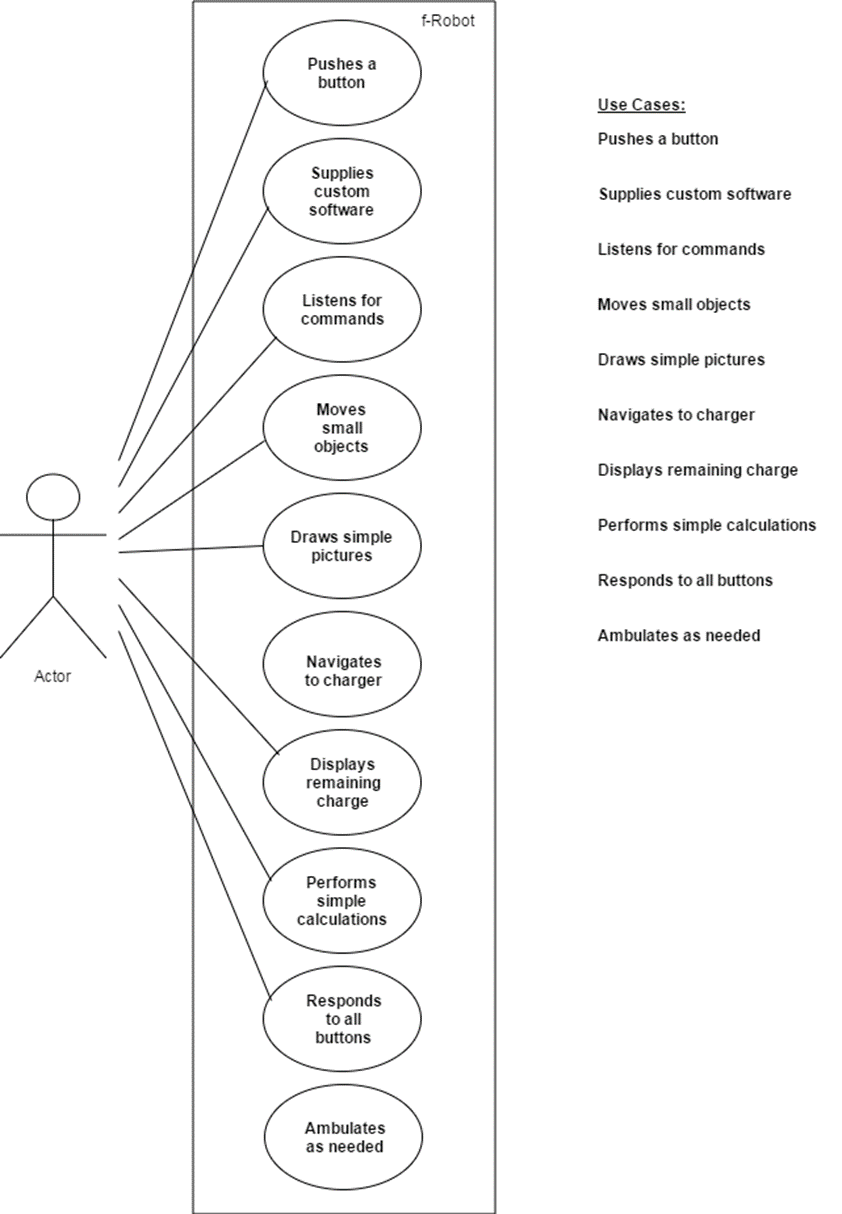 f-Robot
Pushes a
button
Supplies
custom
software
Listens for
commands
Moves
small
objects
Draws simple
pictures
Navigates
to charger
Displays
remaining
charge
Performs
simple
calculations
Responds
to all
buttons
Ambulates
as needed
Actor
Use Cases:
Pushes a button
Supplies custom software
Listens for commands
Moves small objects
Draws simple pictures
Navigates to charger
Displays remaining charge
Performs simple calculations
Responds to all buttons
Ambulates as needed